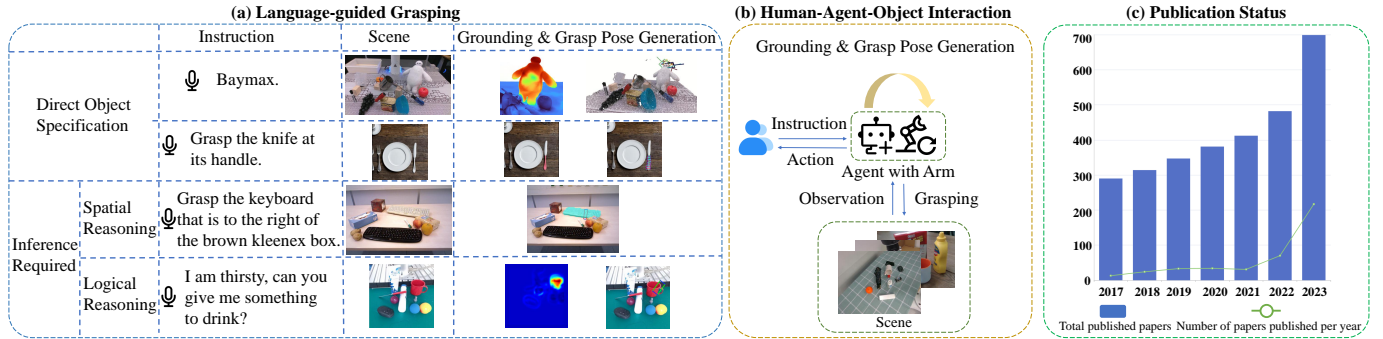 (a) Language-guided Grasping
Instruction
Scene
Grounding & Grasp Pose Generation
Direct Object
Specification
Baymax.
Grasp the knife at
its handle.
Inference
Required
Spatial
Reasoning
Grasp the keyboard
that is to the right of
the brown kleenex box.
Logical
Reasoning
I am thirsty, can you
give me something
to drink?
(b) Human-Agent-Object Interaction
Grounding & Grasp Pose Generation
Instruction
Action
Agent with Arm
Observation
Grasping
Scene
(c) Publication Status
700
600
500
400
300
200
100
0
2017 2018 2019 2020 2021 2022 2023
Total published papers
Number of papers published per year